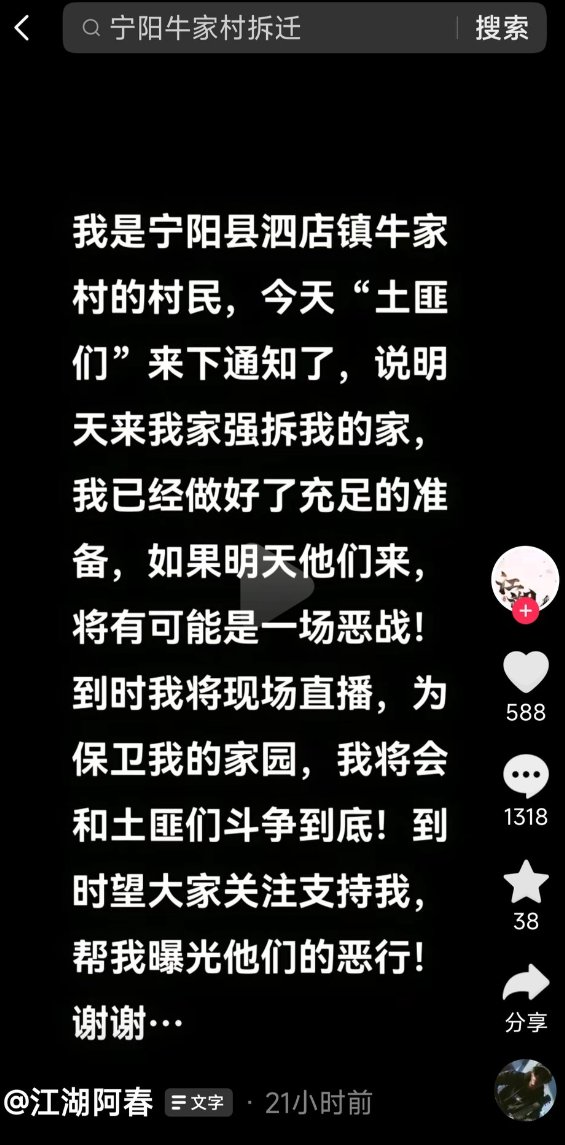 宁阳牛家村拆迁
搜索
我是宁阳县泗店镇牛家
村的村民，今天“土匪
们”来下通知了，说明
天来我家强拆我的家，
我已经做好了充足的准
备，如果明天他们来，
将有可能是一场恶战！
到时我将现场直播，为
保卫我的家园，我将会
和土匪们斗争到底！到
时望大家关注支持我，
帮我曝光他们的恶行！
谢谢…
588
1318
38
分享
@江湖阿春 文字 · 21小时前